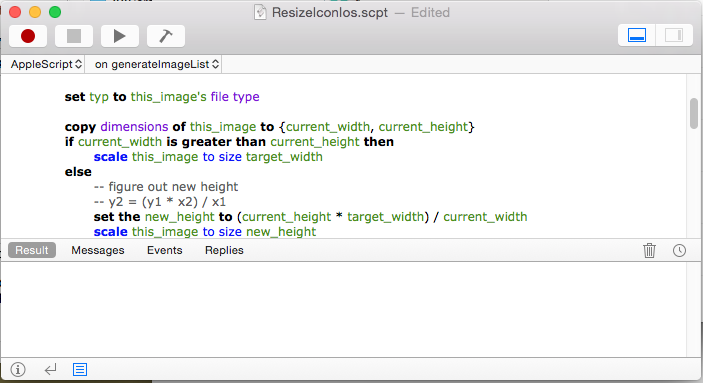 ResizeIconIos.scpt — Edited
AppleScript on generateImageList
set typ to this_image's file type
copy dimensions of this_image to {current_width, current_height}
if current_width is greater than current_height then
scale this_image to size target_width
else
-- figure out new height
-- y2 = (y1 * x2) / x1
set the new_height to (current_height * target_width) / current_width
scale this_image to size new_height
Result Messages Events Replies